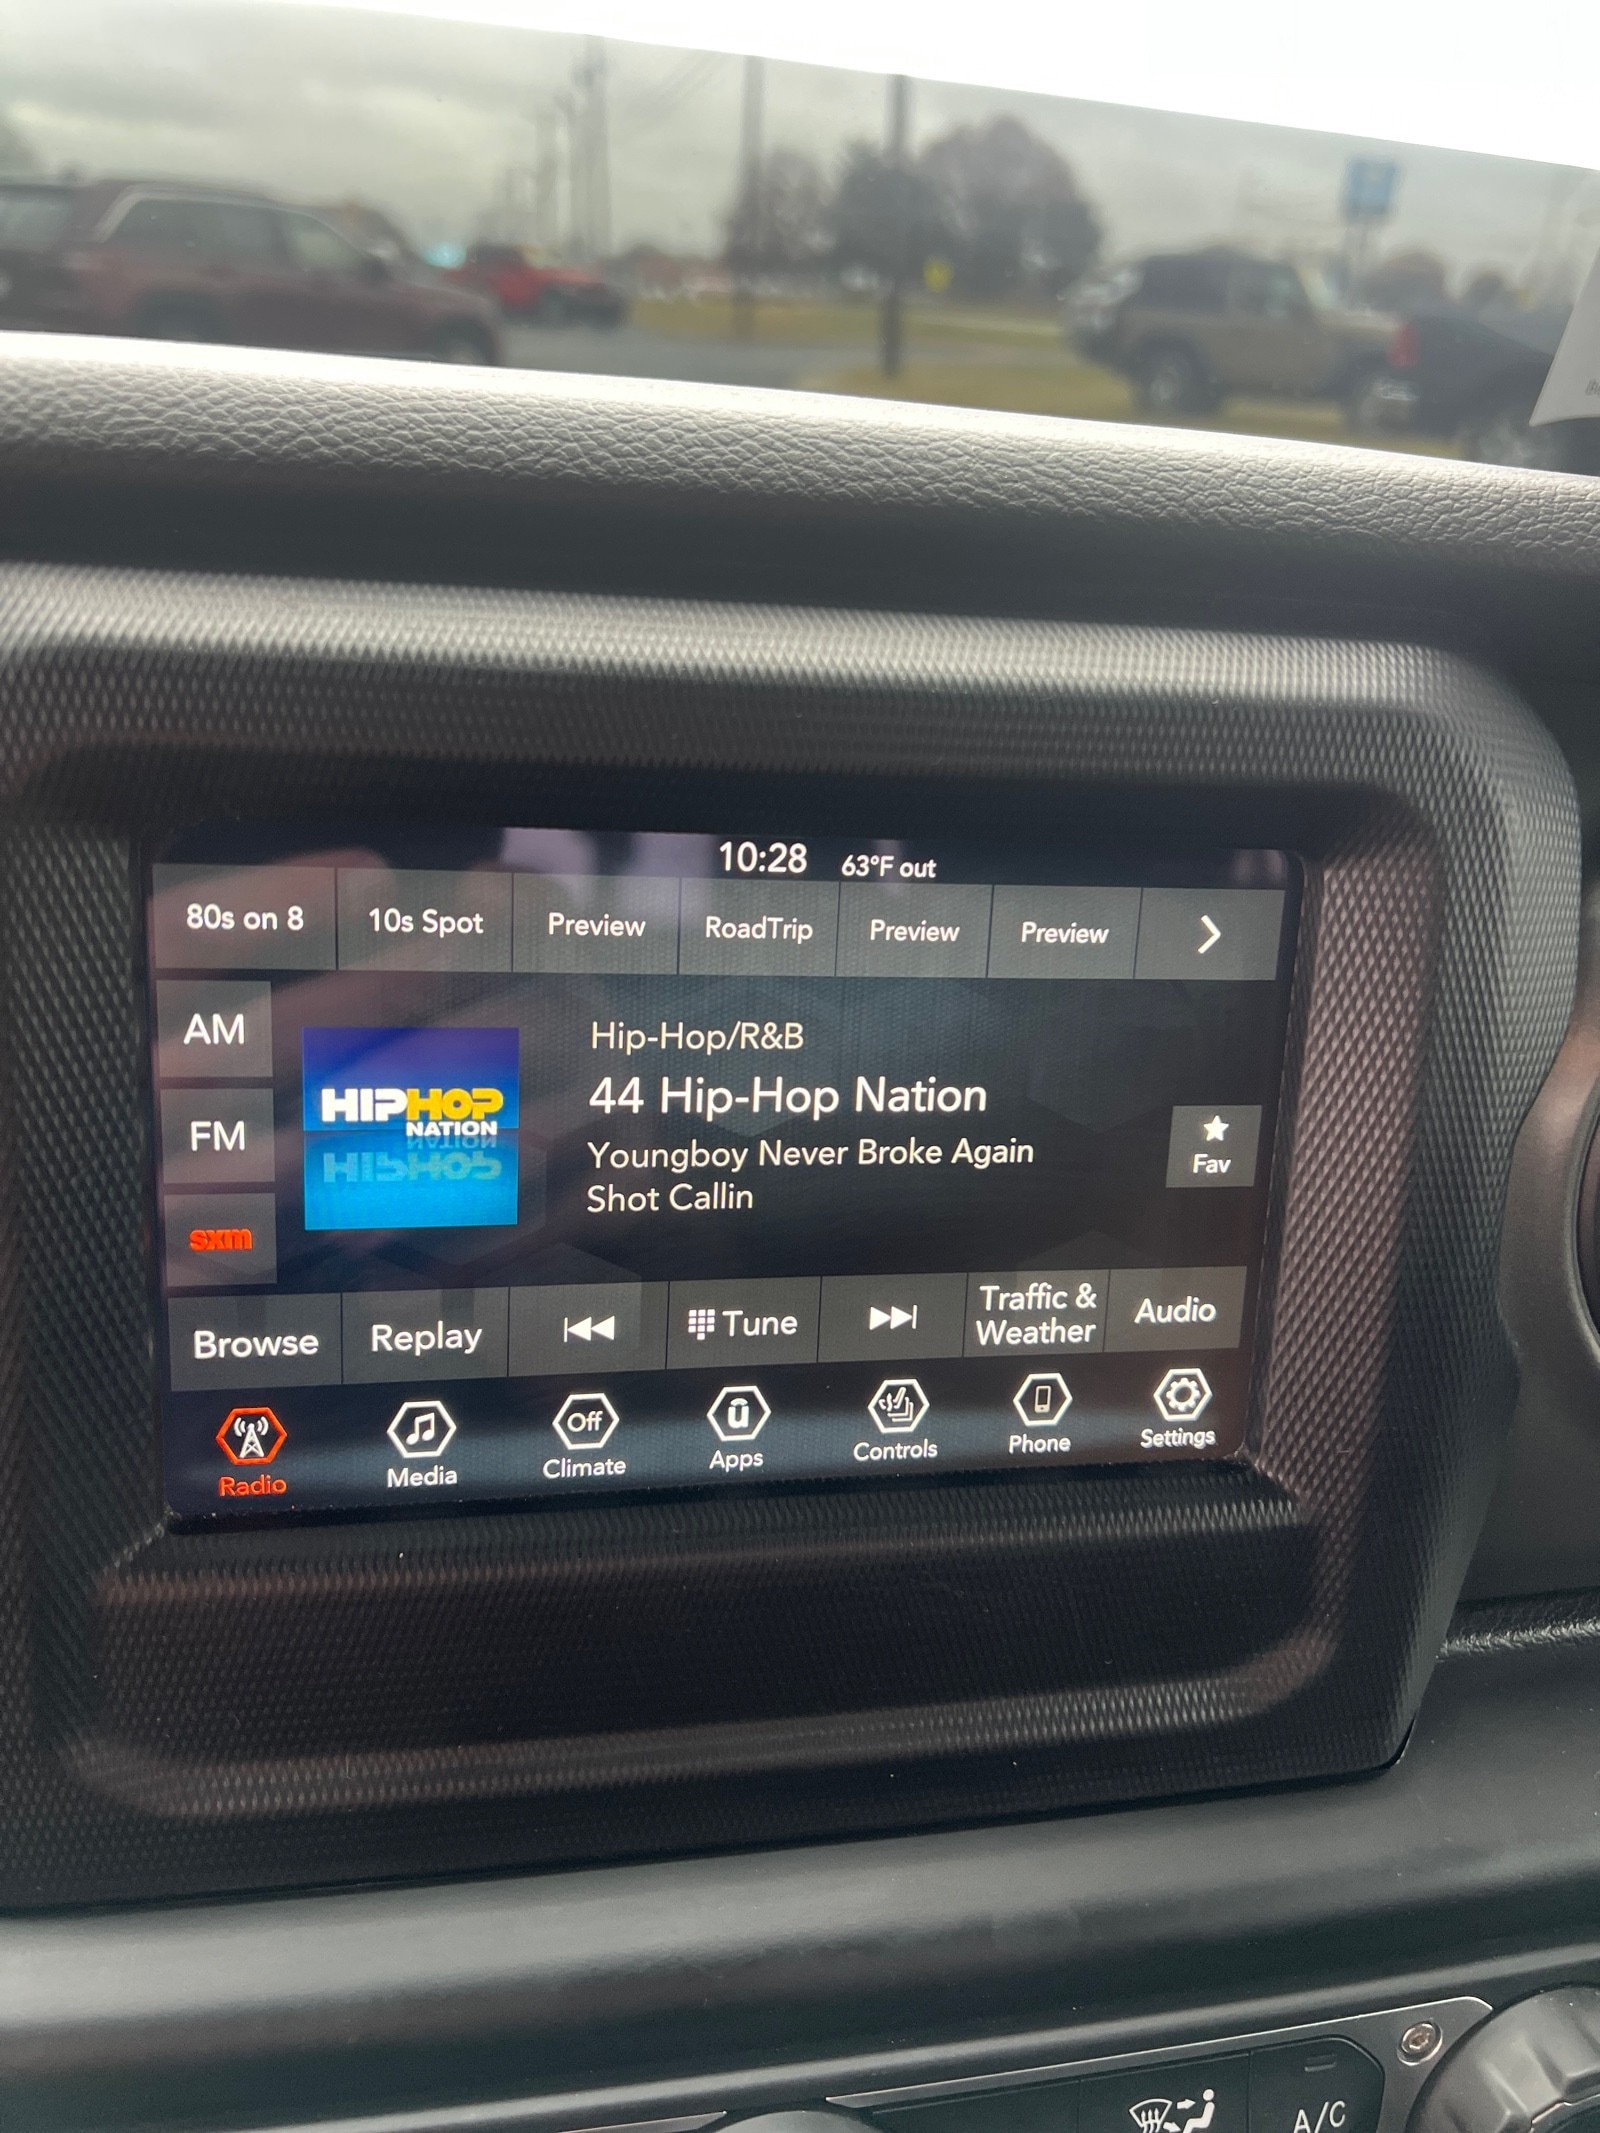 10:28 63°F out
80s on 8 10s Spot Preview RoadTrip Preview Preview
AM
FM
sxm
HIPHOP
NATION
Hip-Hop/R&B
44 Hip-Hop Nation
Youngboy Never Broke Again
Shot Callin
Fav
Browse Replay Tune Traffic &
Weather Audio
Radio Media Off
Climate Apps Controls Phone Settings
A/C